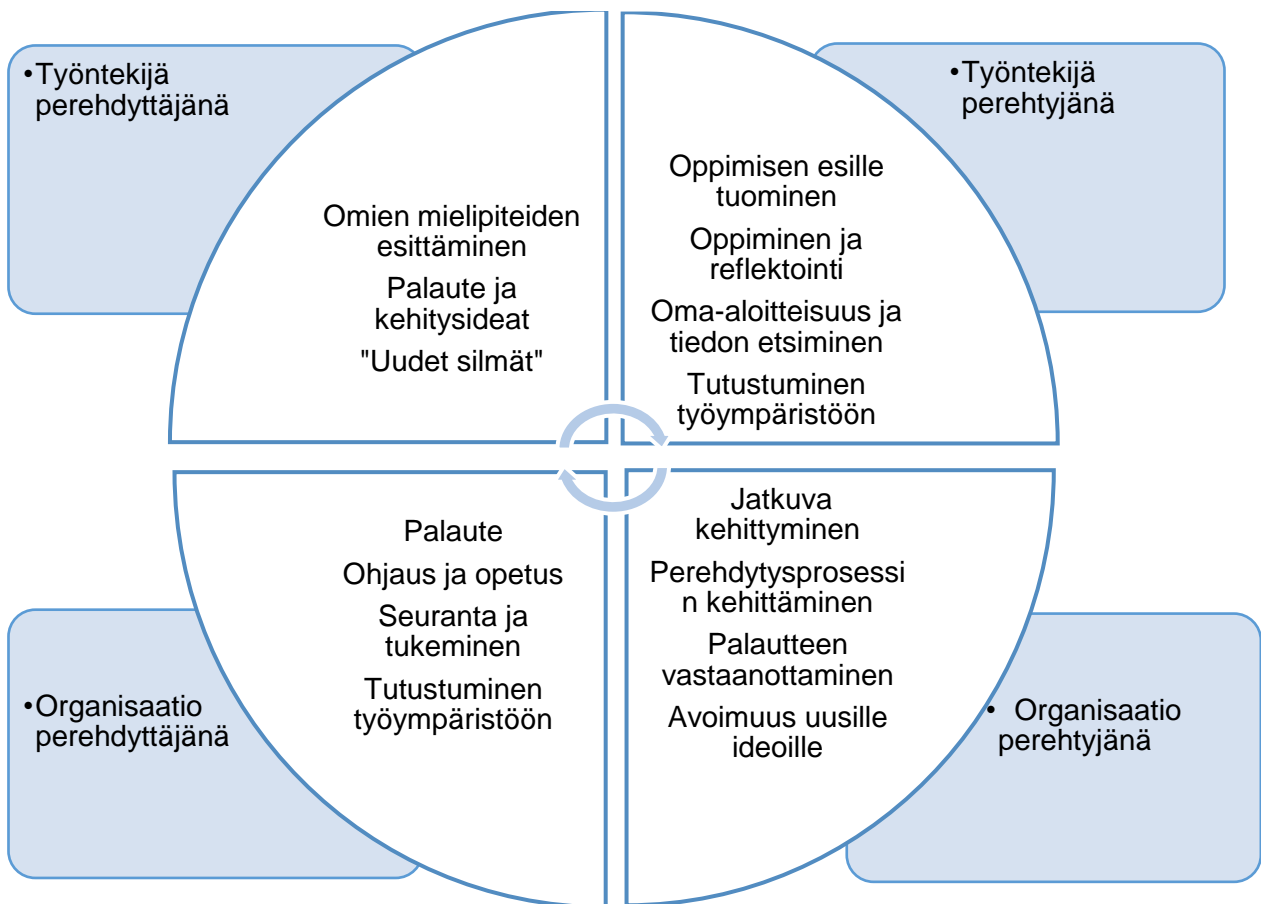 •Työntekijä
perehdyttäjänä
Omien mielipiteiden
esittäminen
Palaute ja
kehitysideat
"Uudet silmät"
•Työntekijä
perehtyjänä
Oppimisen esille
tuominen
Oppiminen ja
reflektointi
Oma-aloitteisuus ja
tiedon etsiminen
Tutustuminen
työympäristöön
•Organisaatio
perehdyttäjänä
Palaute
Ohjaus ja opetus
Seuranta ja
tukeminen
Tutustuminen
työympäristöön
Jatkuva
kehittyminen
Perehdytysprosessi
n kehittäminen
Palautteen
vastaanottaminen
Avoimuus uusille
ideoille
• Organisaatio
perehtyjänä